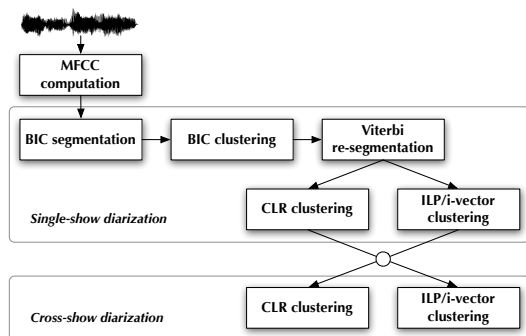 MFCC
computation
BIC segmentation
BIC clustering
Viterbi
re-segmentation
CLR clustering
ILP/i-vector
clustering
Single-show diarization
CLR clustering
ILP/i-vector
clustering
Cross-show diarization